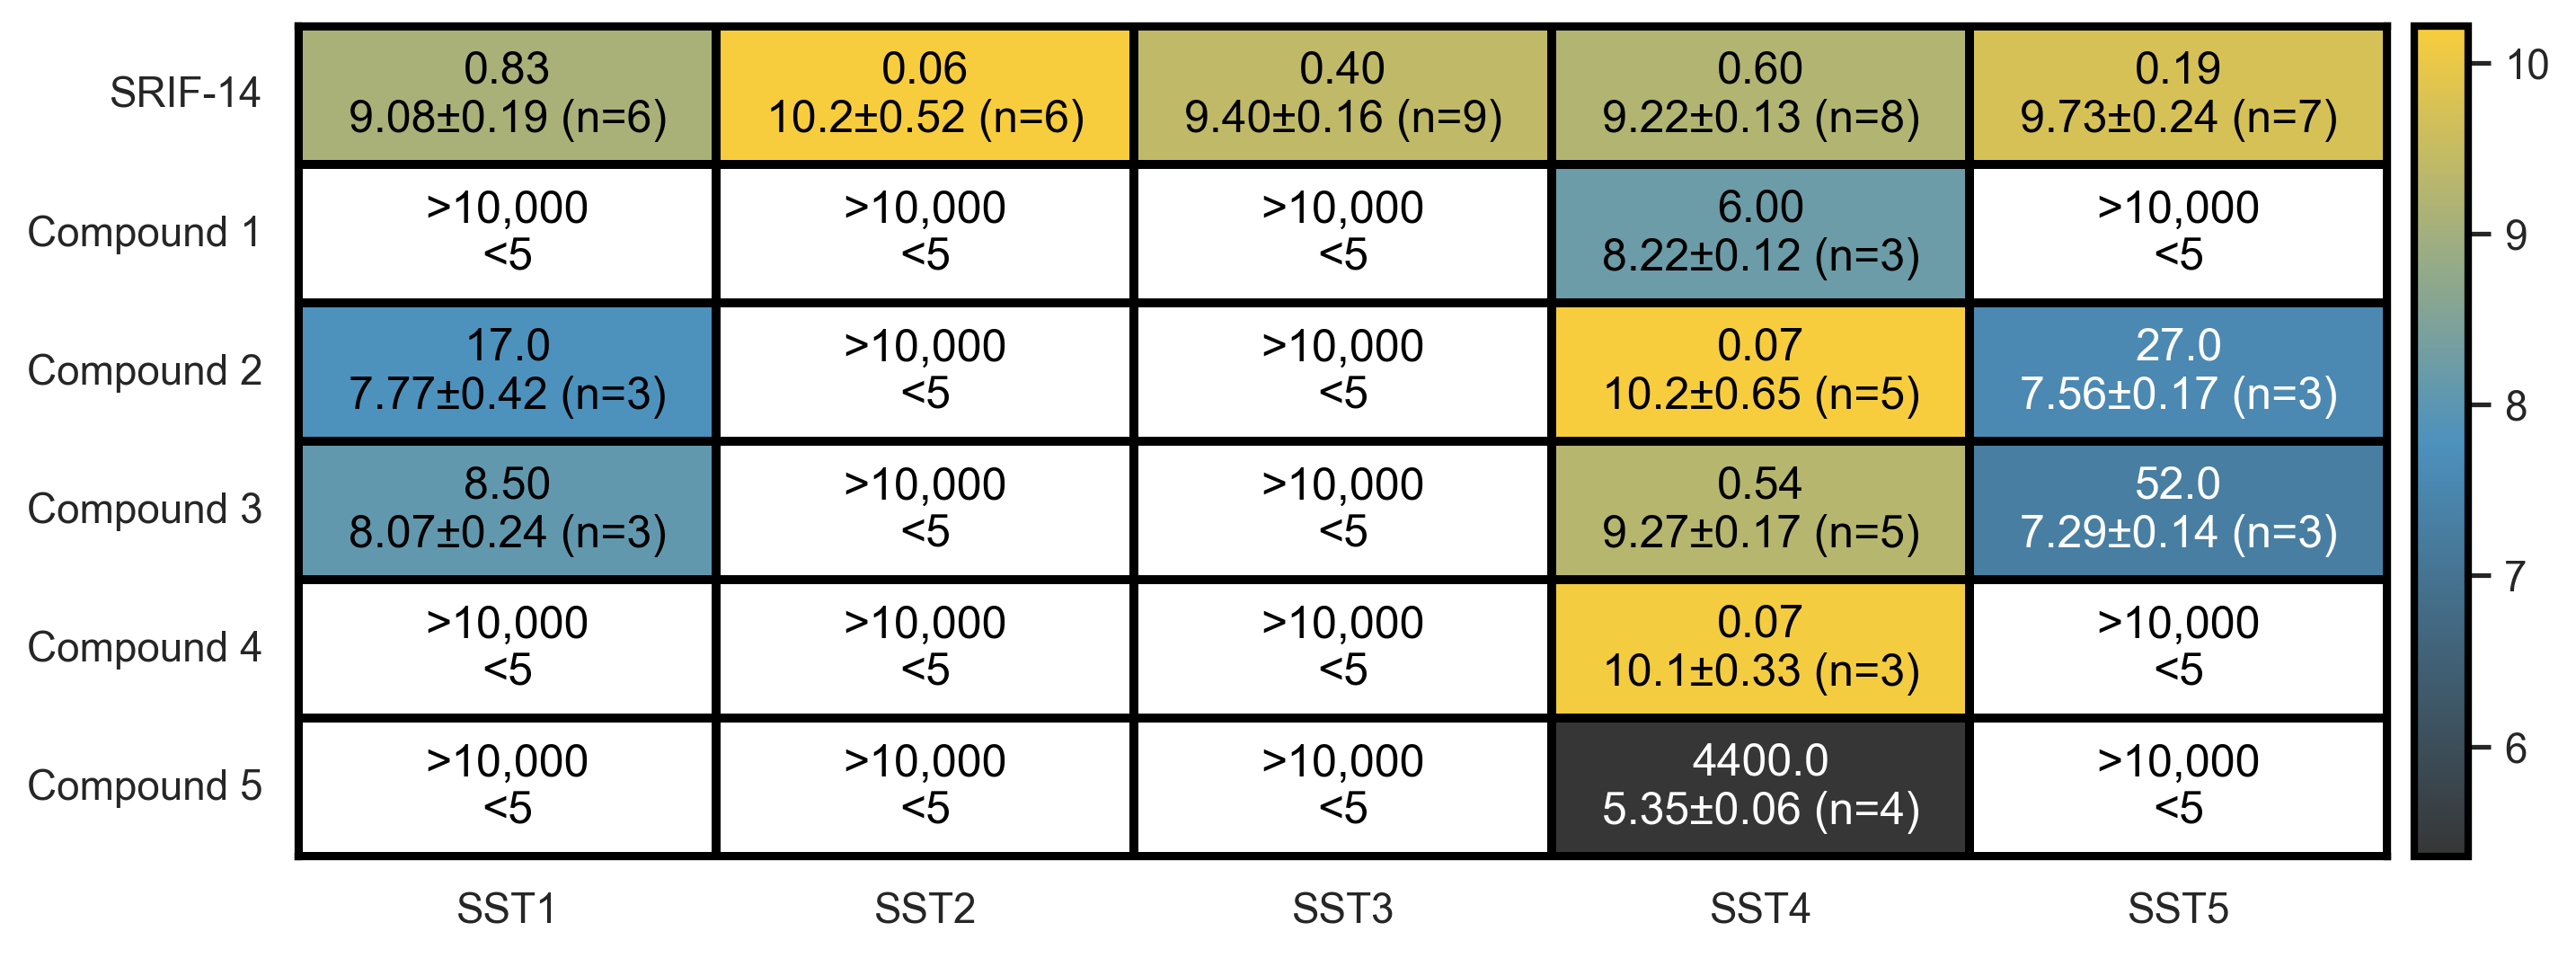 SRIF-14
0.83
9.08±0.19 (n=6)
0.06
10.2±0.52 (n=6)
0.40
9.40±0.16 (n=9)
0.60
9.22±0.13 (n=8)
0.19
9.73±0.24 (n=7)
Compound 1
>10,000
<5
>10,000
<5
>10,000
<5
6.00
8.22±0.12 (n=3)
>10,000
<5
Compound 2
17.0
7.77±0.42 (n=3)
>10,000
<5
>10,000
<5
0.07
10.2±0.65 (n=5)
27.0
7.56±0.17 (n=3)
Compound 3
8.50
8.07±0.24 (n=3)
>10,000
<5
>10,000
<5
0.54
9.27±0.17 (n=5)
52.0
7.29±0.14 (n=3)
Compound 4
>10,000
<5
>10,000
<5
>10,000
<5
0.07
10.1±0.33 (n=3)
>10,000
<5
Compound 5
>10,000
<5
>10,000
<5
>10,000
<5
4400.0
5.35±0.06 (n=4)
>10,000
<5
SST1
SST2
SST3
SST4
SST5
10
9
8
7
6